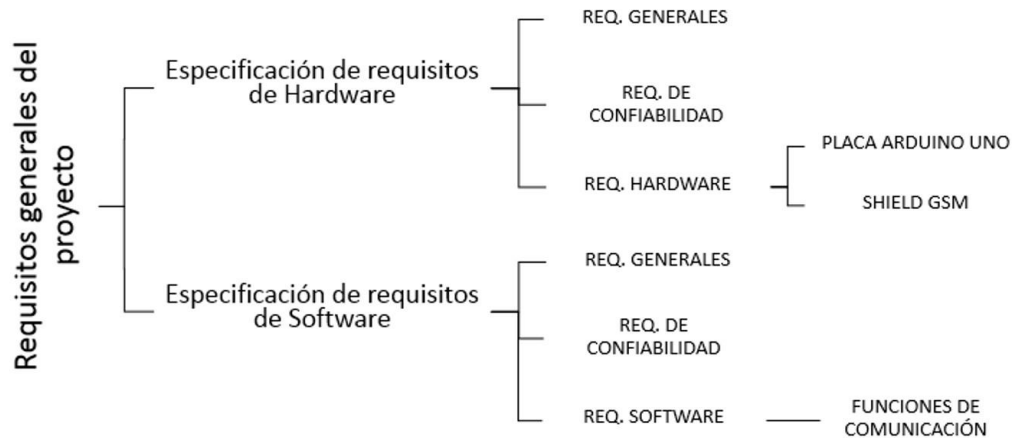 Requisitos generales del
proyecto
Especificación de requisitos
de Hardware
REQ. GENERALES
REQ. DE
CONFIABILIDAD
REQ. HARDWARE
PLACA ARDUINO UNO
SHIELD GSM
Especificación de requisitos
de Software
REQ. GENERALES
REQ. DE
CONFIABILIDAD
REQ. SOFTWARE
FUNCIONES DE
COMUNICACIÓN